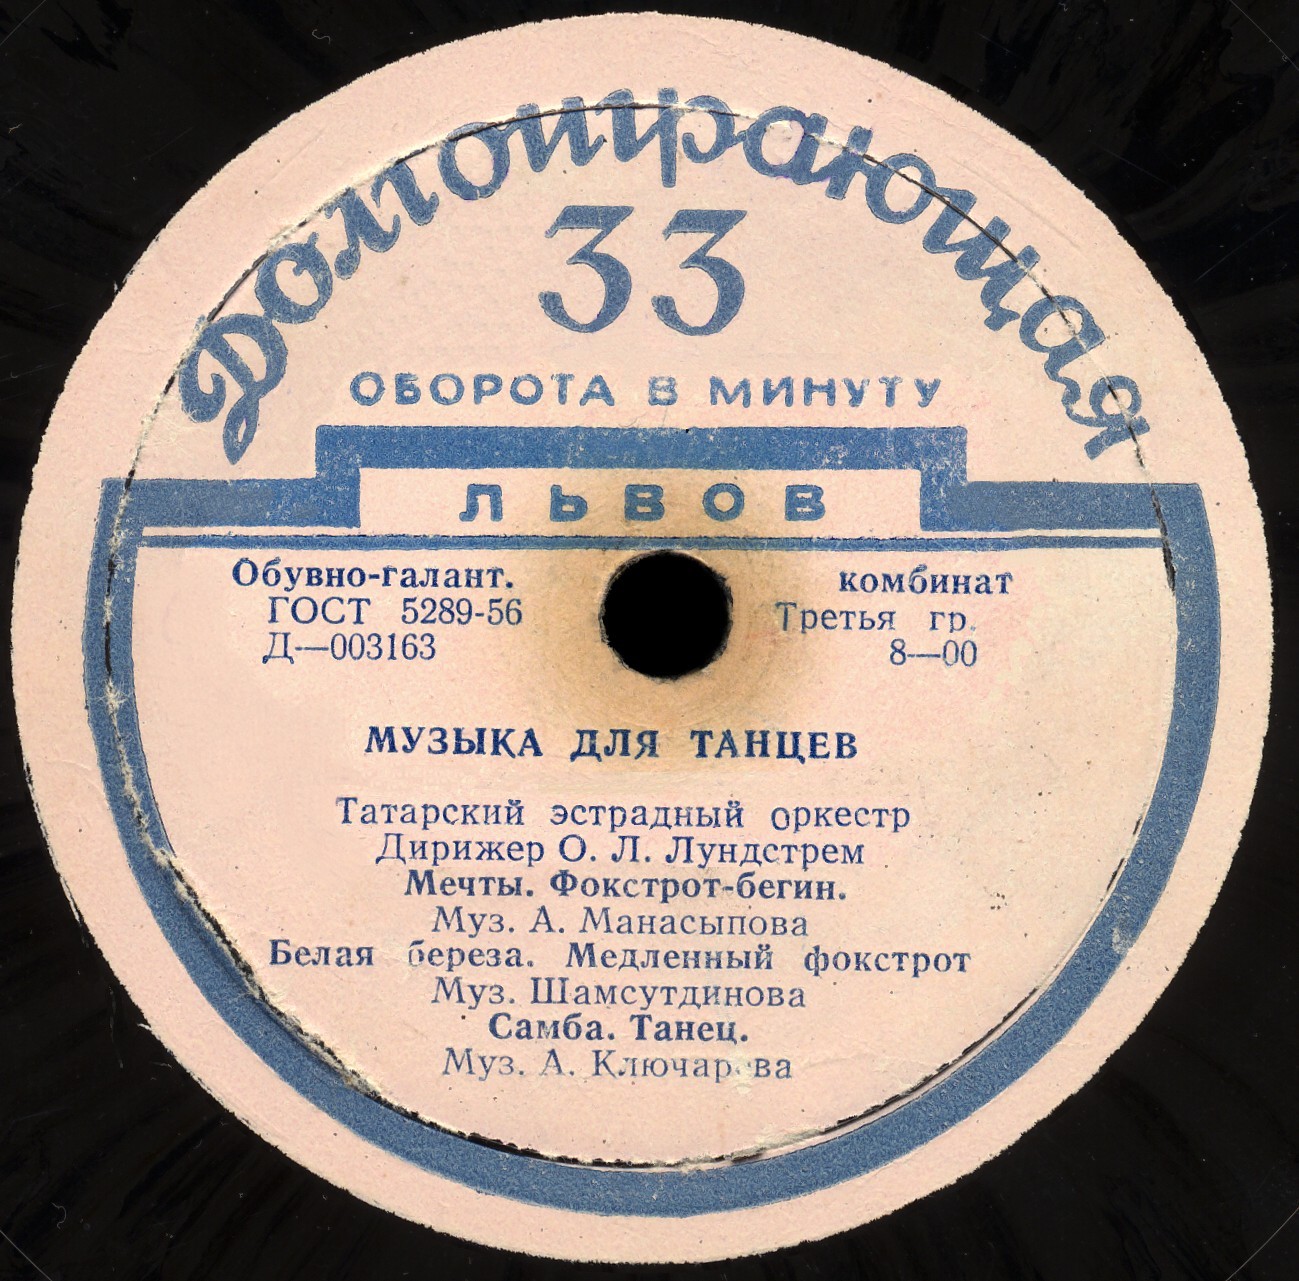 Долгоиграющая
33
ОБОРОТА В МИНУТУ
ЛЬВОВ
Обувно-галант. комбинат
ГОСТ 5289-56 Третья гр.
Д—003163 8—00
МУЗЫКА ДЛЯ ТАНЦЕВ
Татарский эстрадный оркестр
Дирижер О. Л. Лундстрем
Мечты. Фокстрот-бегин.
Муз. А. Манасыпова
Белая береза. Медленный фокстрот
Муз. Шамсутдинова
Самба. Танец.
Муз. А. Ключарева